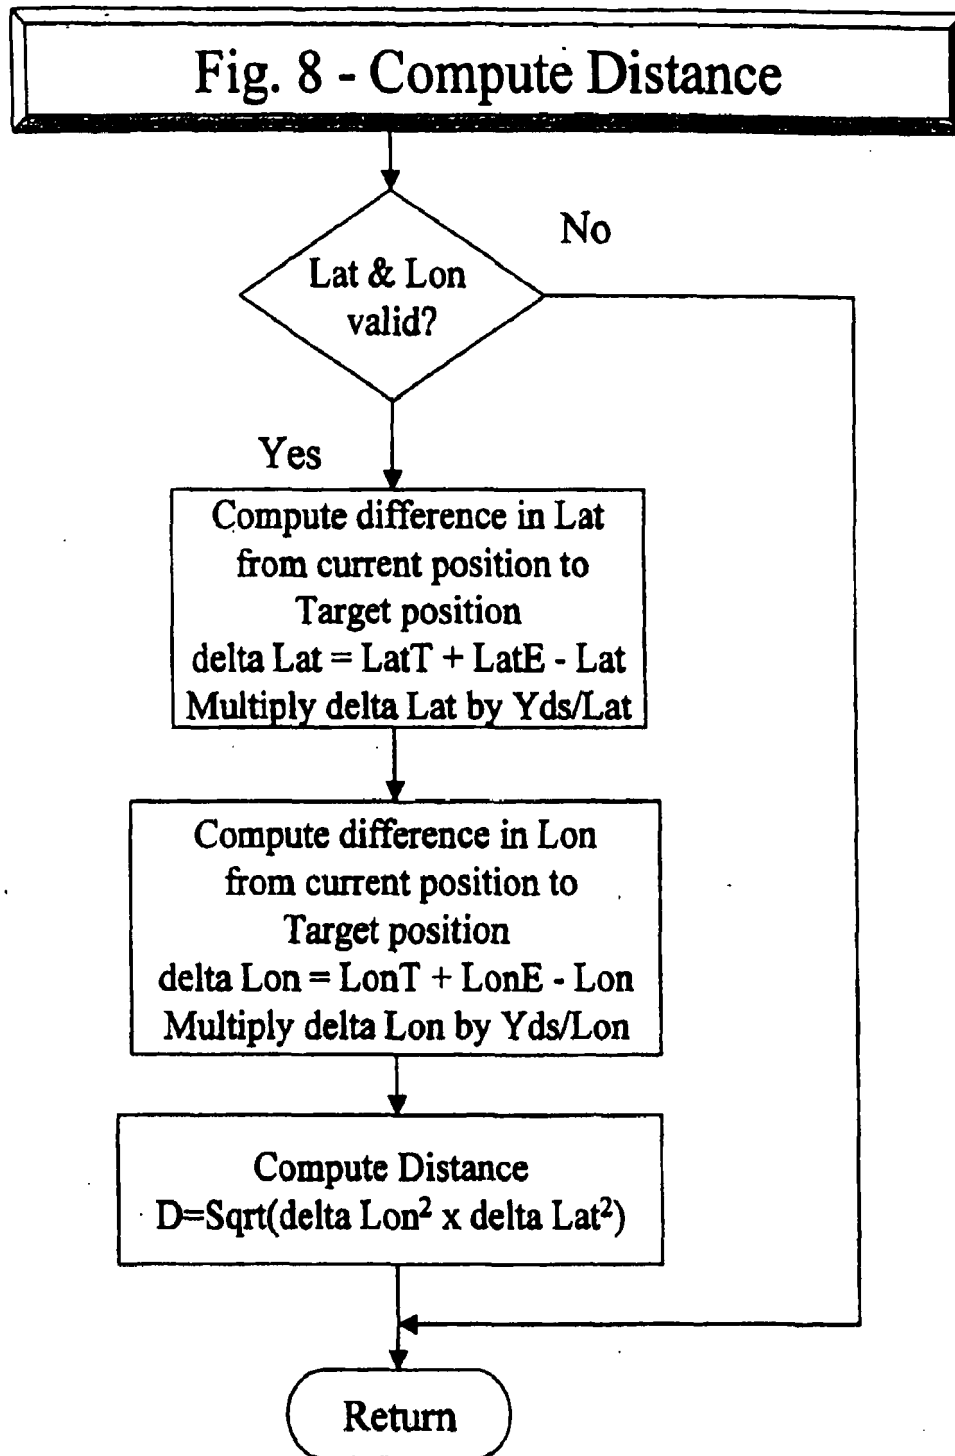 Fig. 8 - Compute Distance
No
Lat & Lon
valid?
Yes
Compute difference in Lat
from current position to
Target position
delta Lat = LatT + LatE - Lat
Multiply delta Lat by Yds/Lat
Compute difference in Lon
from current position to
Target position
delta Lon = LonT + LonE - Lon
Multiply delta Lon by Yds/Lon
Compute Distance
D=Sqrt(delta Lon² x delta Lat²)
Return